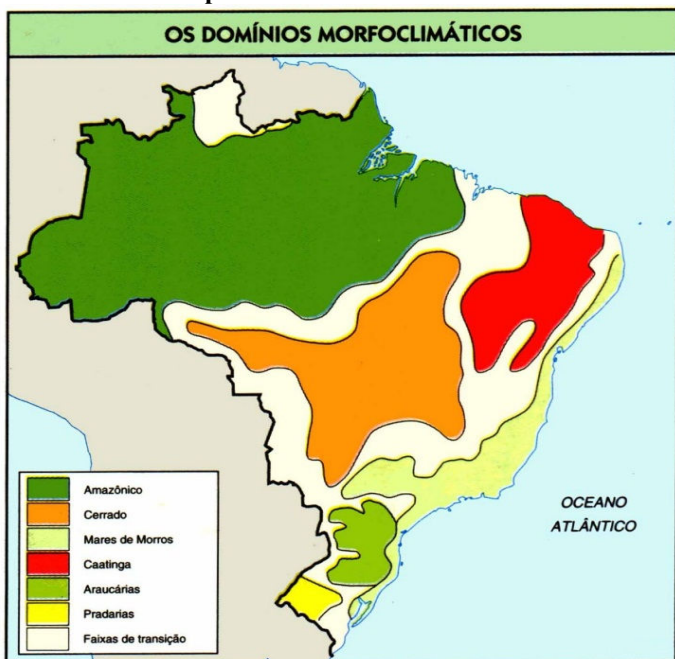 OS DOMÍNIOS MORFOCLIMÁTICOS
OCEANO
ATLÂNTICO
Amazônico
Cerrado
Mares de Morros
Caatinga
Araucárias
Pradarias
Faixas de transição